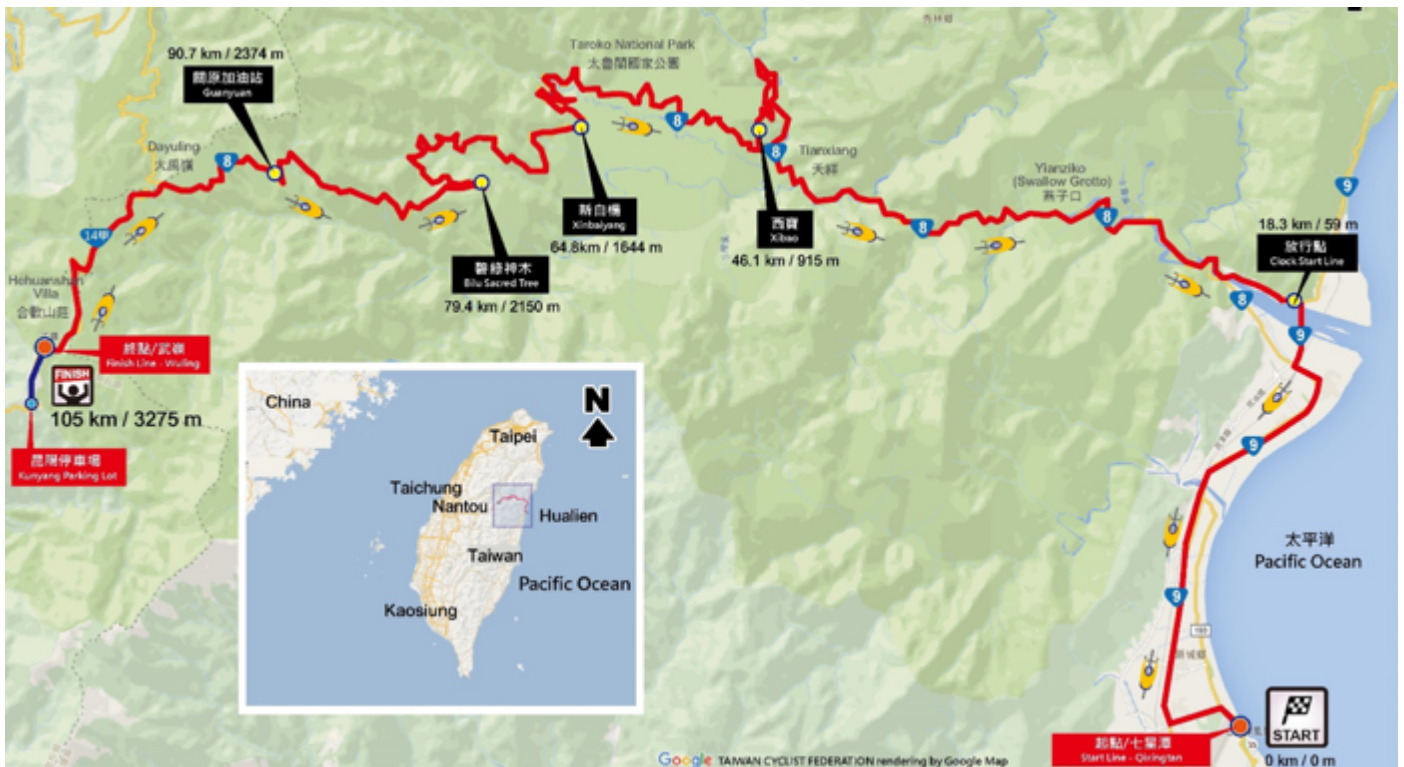 Taroko National Park
太魯閣國家公園
90.7 km / 2374 m
關原加油站
Guanyuan
Dayuling
大禹嶺
8
14甲
Hehuanshan
Villa
合歡山莊
終點/武嶺
Finish Line - Wuling
FINISH
105 km / 3275 m
昆陽停車場
Kunyang Parking Lot
碧綠神木
Bilu Sacred Tree
79.4 km / 2150 m
新白楊
Xinbaiyang
64.8km / 1644 m
8
8
西寶
Xibao
46.1 km / 915 m
Tianxiang
天祥
8
Yianziko
(Swallow Grotto)
燕子口
8
9
18.3 km / 59 m
放行點
Clock Start Line
8
9
9
9
193
新城鄉
太平洋
Pacific Ocean
起點/七星潭
Start Line - Qixingtan
START
0 km / 0 m
China
N
Taipei
Taichung
Nantou
Hualien
Taiwan
Pacific Ocean
Kaosiung
Google TAIWAN CYCLIST FEDERATION rendering by Google Map